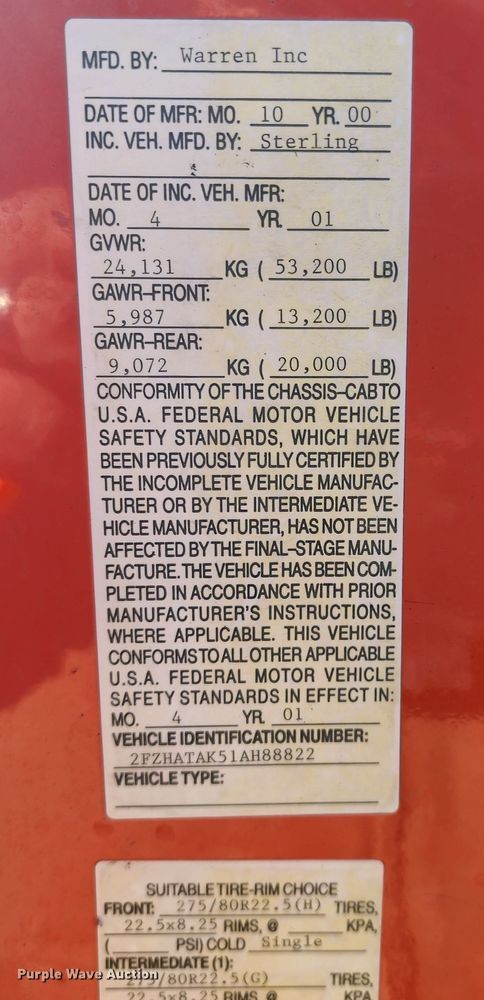 MFD. BY: Warren Inc
DATE OF MFR: MO. 10 YR. 00
INC. VEH. MFD. BY: Sterling
DATE OF INC. VEH. MFR:
MO. 4 YR. 01
GVWR:
24,131 KG ( 53,200 LB)
GAWR-FRONT:
5,987 KG ( 13,200 LB)
GAWR-REAR:
9,072 KG ( 20,000 LB)
CONFORMITY OF THE CHASSIS-CAB TO
U.S.A. FEDERAL MOTOR VEHICLE
SAFETY STANDARDS, WHICH HAVE
BEEN PREVIOUSLY FULLY CERTIFIED BY
THE INCOMPLETE VEHICLE MANUFAC-
TURER OR BY THE INTERMEDIATE VE-
HICLE MANUFACTURER, HAS NOT BEEN
AFFECTED BY THE FINAL-STAGE MANU-
FACTURE. THE VEHICLE HAS BEEN COM-
PLETED IN ACCORDANCE WITH PRIOR
MANUFACTURER'S INSTRUCTIONS,
WHERE APPLICABLE. THIS VEHICLE
CONFORMS TO ALL OTHER APPLICABLE
U.S.A. FEDERAL MOTOR VEHICLE
SAFETY STANDARDS IN EFFECT IN:
MO. 4 YR. 01
VEHICLE IDENTIFICATION NUMBER:
2FZHATAK51AH88822
VEHICLE TYPE:
SUITABLE TIRE-RIM CHOICE
FRONT: 275/80R22.5(H) TIRES,
22.5x8.25 RIMS, @ KPA,
( PSI) COLD Single
INTERMEDIATE (1):
275/80R22.5(G) TIRES,
22.5x8.25 RIMS @ KPA
Purple Wave Auction